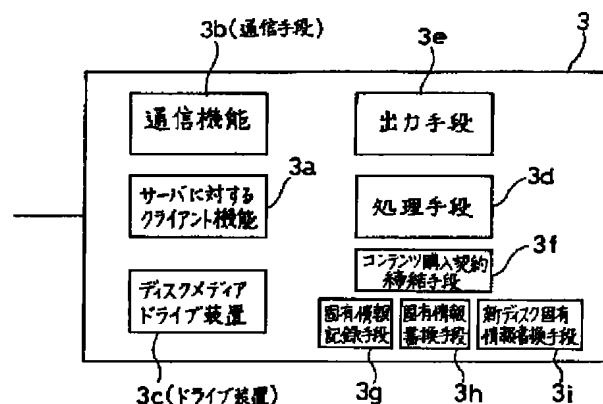 3b(通信手段)
3e
3
通信機能
出力手段
サーバに対する
クライアント機能
3a
処理手段
3d
コンテンツ購入契約
締結手段
3f
ディスクメディア
ドライブ装置
固有情報
記録手段
固有情報
書換手段
新ディスク固有
情報書換手段
3c(ドライブ装置)
3g
3h
3i